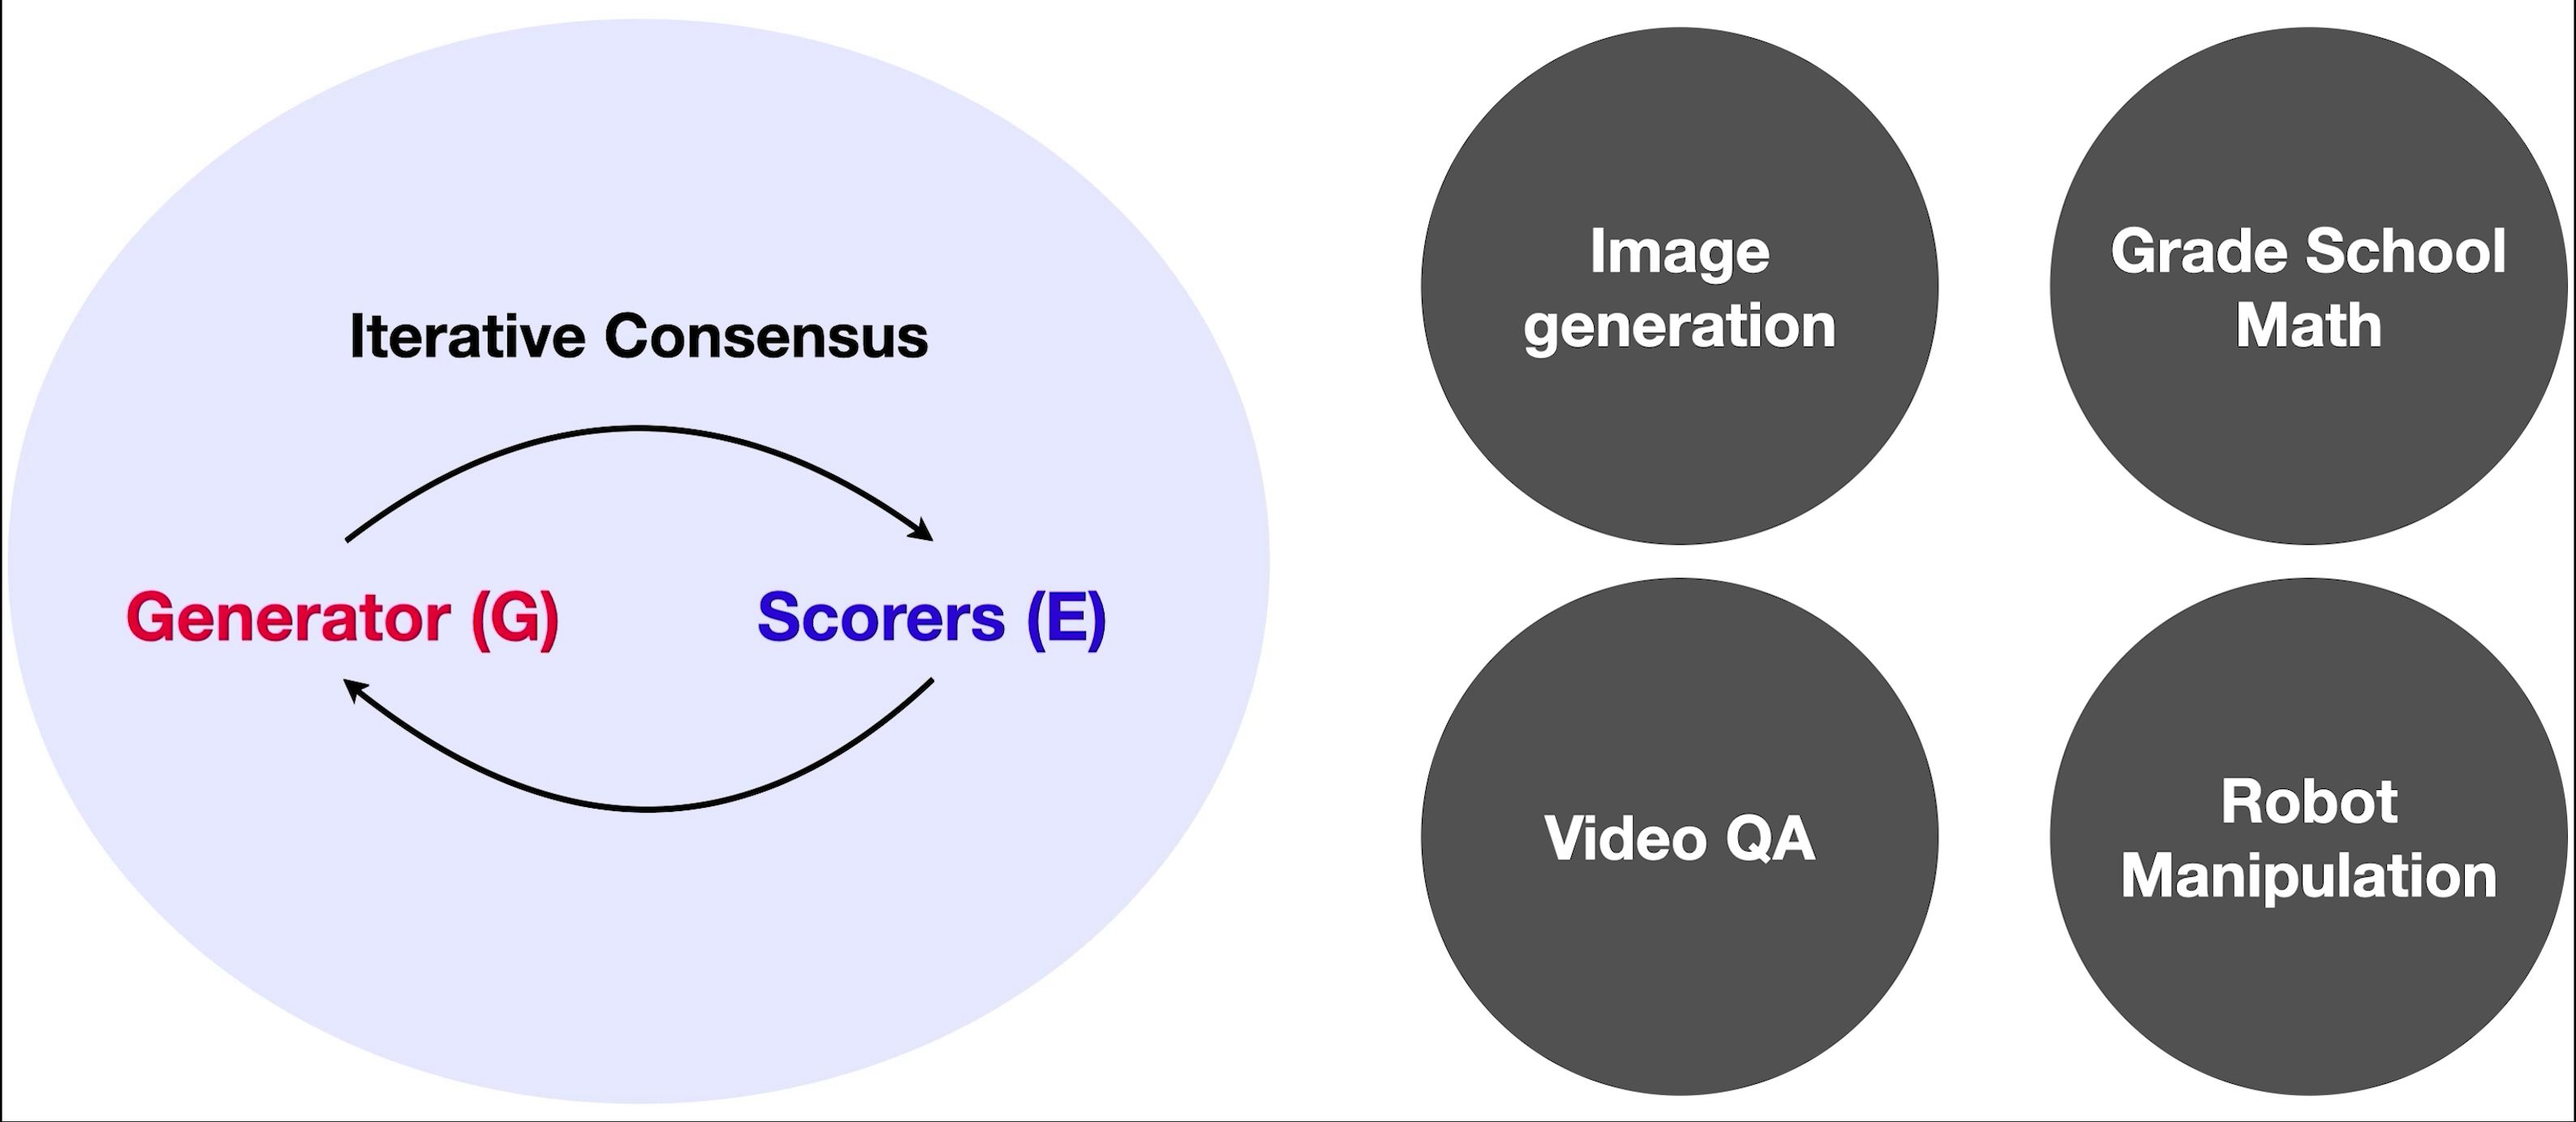 Iterative Consensus
Generator (G)
Scorers (E)
Image
generation
Grade School
Math
Video QA
Robot
Manipulation